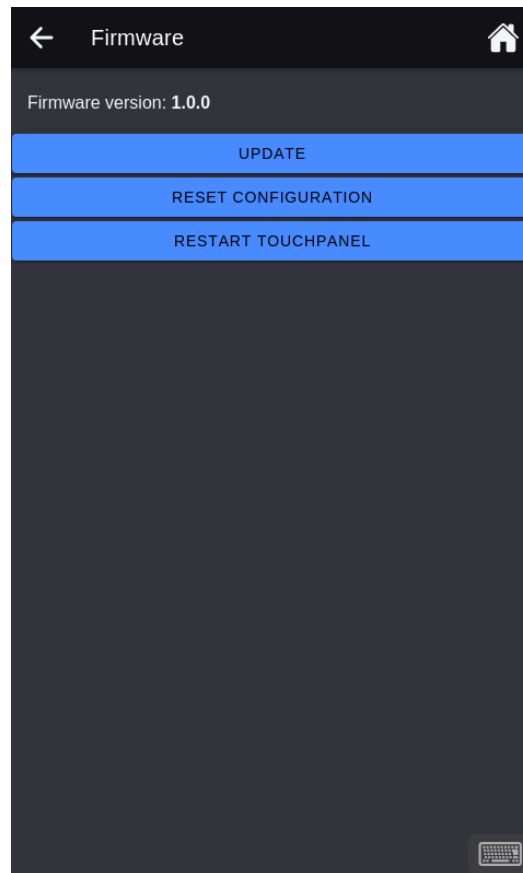 Firmware
Firmware version: 1.0.0
UPDATE
RESET CONFIGURATION
RESTART TOUCHPANEL